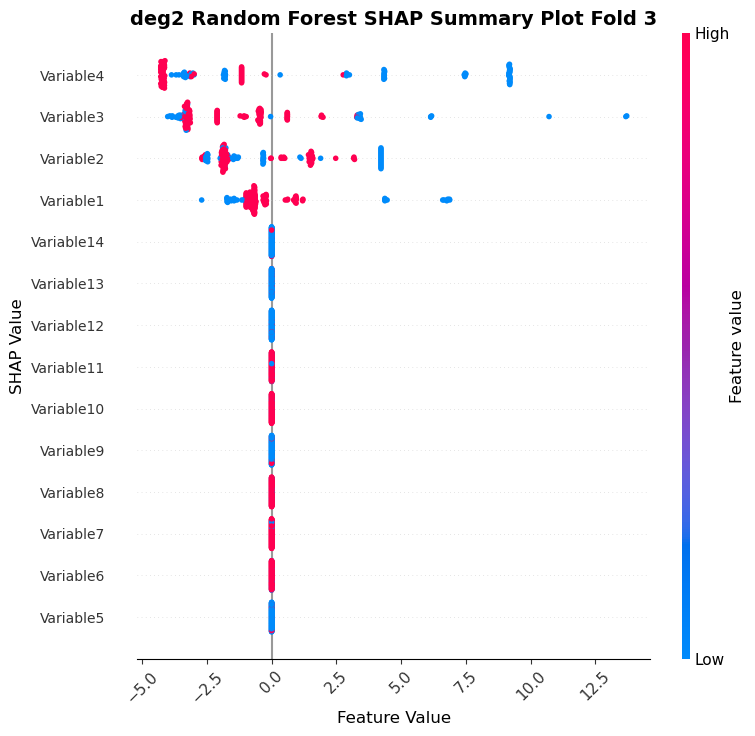 deg2 Random Forest SHAP Summary Plot Fold 3
High
Variable4
Variable3
Variable2
Variable1
Variable14
Variable13
Variable12
Variable11
Variable10
Variable9
Variable8
Variable7
Variable6
Variable5
SHAP Value
Feature value
Low
−5.0
−2.5
0.0
2.5
5.0
7.5
10.0
12.5
Feature Value